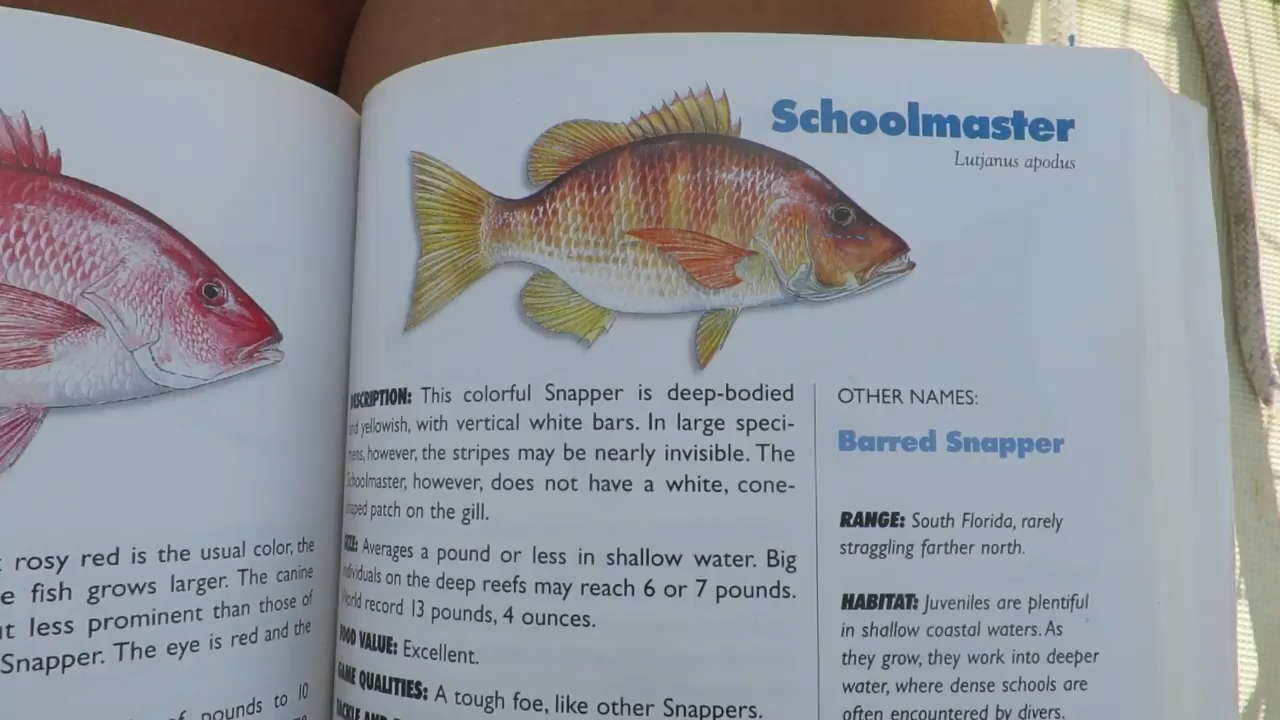 rosy red is the usual color, the
fish grows larger. The canine
less prominent than those of
Snapper. The eye is red and the
pounds to 10
Schoolmaster
Lutjanus apodus
DESCRIPTION: This colorful Snapper is deep-bodied
and yellowish, with vertical white bars. In large speci-
mens, however, the stripes may be nearly invisible. The
Schoolmaster, however, does not have a white, cone-
shaped patch on the gill.
SIZE: Averages a pound or less in shallow water. Big
individuals on the deep reefs may reach 6 or 7 pounds.
World record 13 pounds, 4 ounces.
FOOD VALUE: Excellent.
GAME QUALITIES: A tough foe, like other Snappers.
TACKLE AND
OTHER NAMES:
Barred Snapper
RANGE: South Florida, rarely
straggling farther north.
HABITAT: Juveniles are plentiful
in shallow coastal waters. As
they grow, they work into deeper
water, where dense schools are
often encountered by divers.